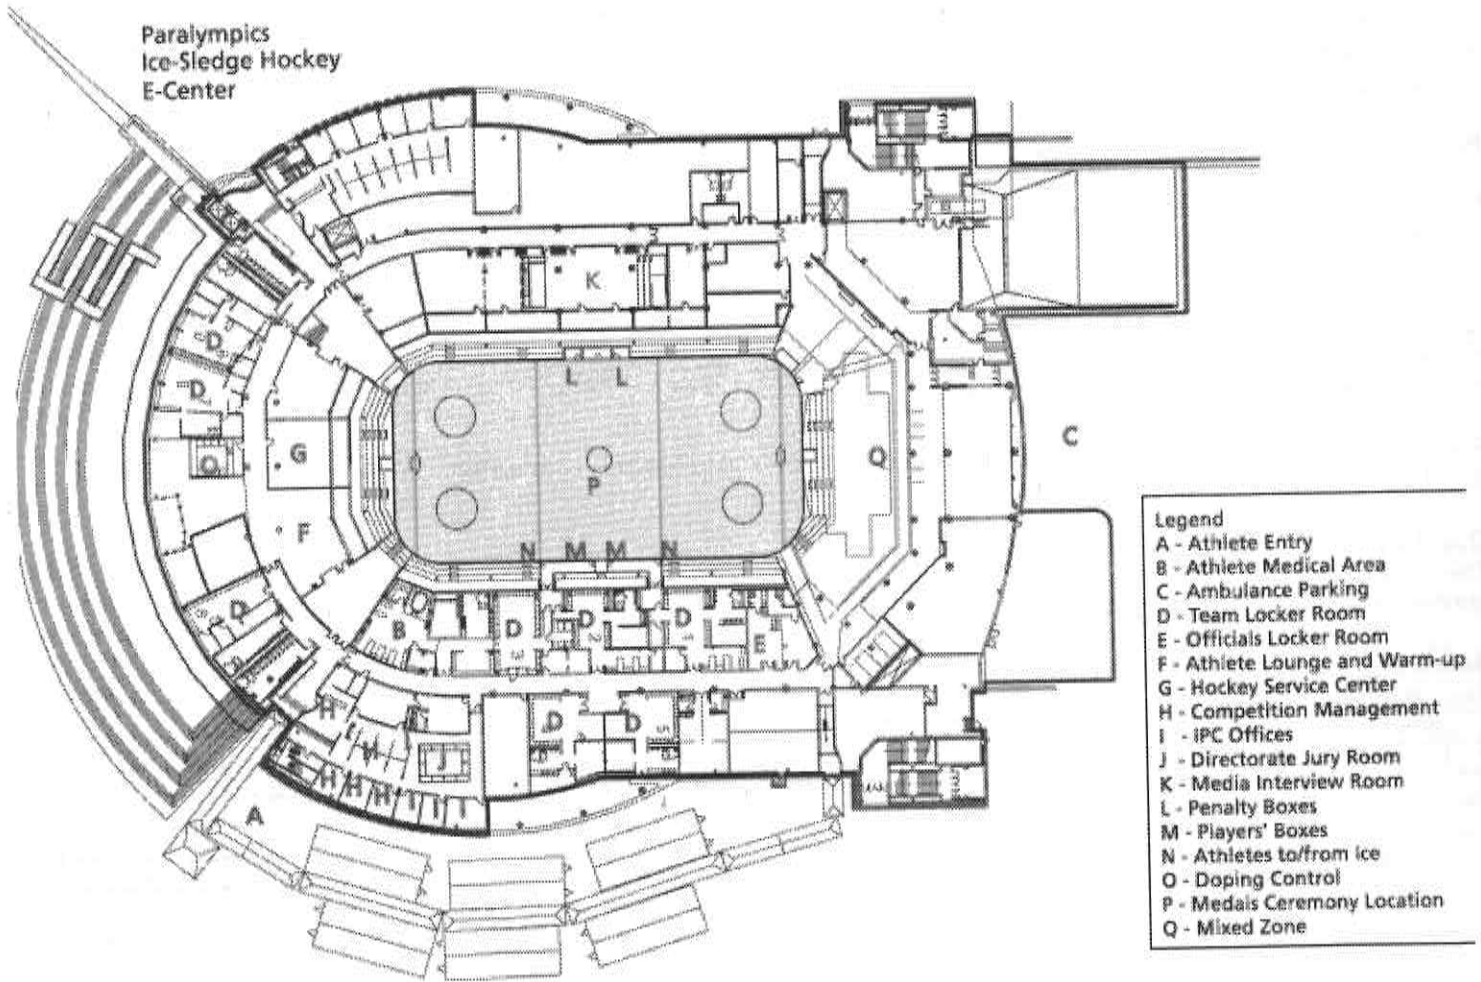 Paralympics
Ice-Sledge Hockey
E-Center
K
D
L L
D
C
G
Q
O
P
F
N M M N
D
B
D
D
D
E
H
D
D
H
J
H H H I I I
A
Legend
A - Athlete Entry
B - Athlete Medical Area
C - Ambulance Parking
D - Team Locker Room
E - Officials Locker Room
F - Athlete Lounge and Warm-up
G - Hockey Service Center
H - Competition Management
I - IPC Offices
J - Directorate Jury Room
K - Media Interview Room
L - Penalty Boxes
M - Players' Boxes
N - Athletes to/from ice
O - Doping Control
P - Medals Ceremony Location
Q - Mixed Zone